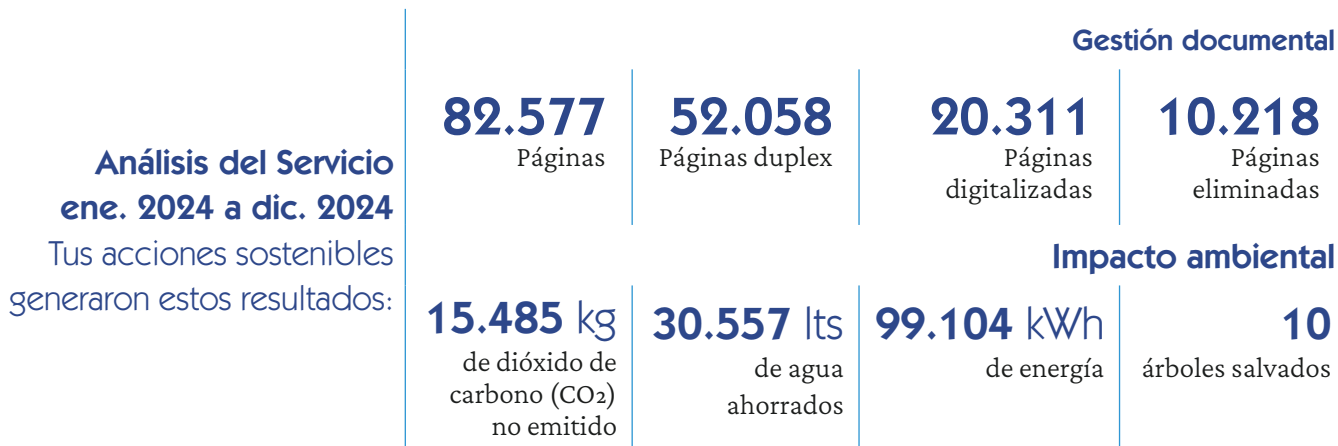 Análisis del Servicio
ene. 2024 a dic. 2024
Tus acciones sostenibles
generaron estos resultados:
Gestión documental
82.577
Páginas
52.058
Páginas duplex
20.311
Páginas
digitalizadas
10.218
Páginas
eliminadas
Impacto ambiental
15.485 kg
de dióxido de
carbono (CO2)
no emitido
30.557 lts
de agua
ahorrados
99.104 kWh
de energía
10
árboles salvados